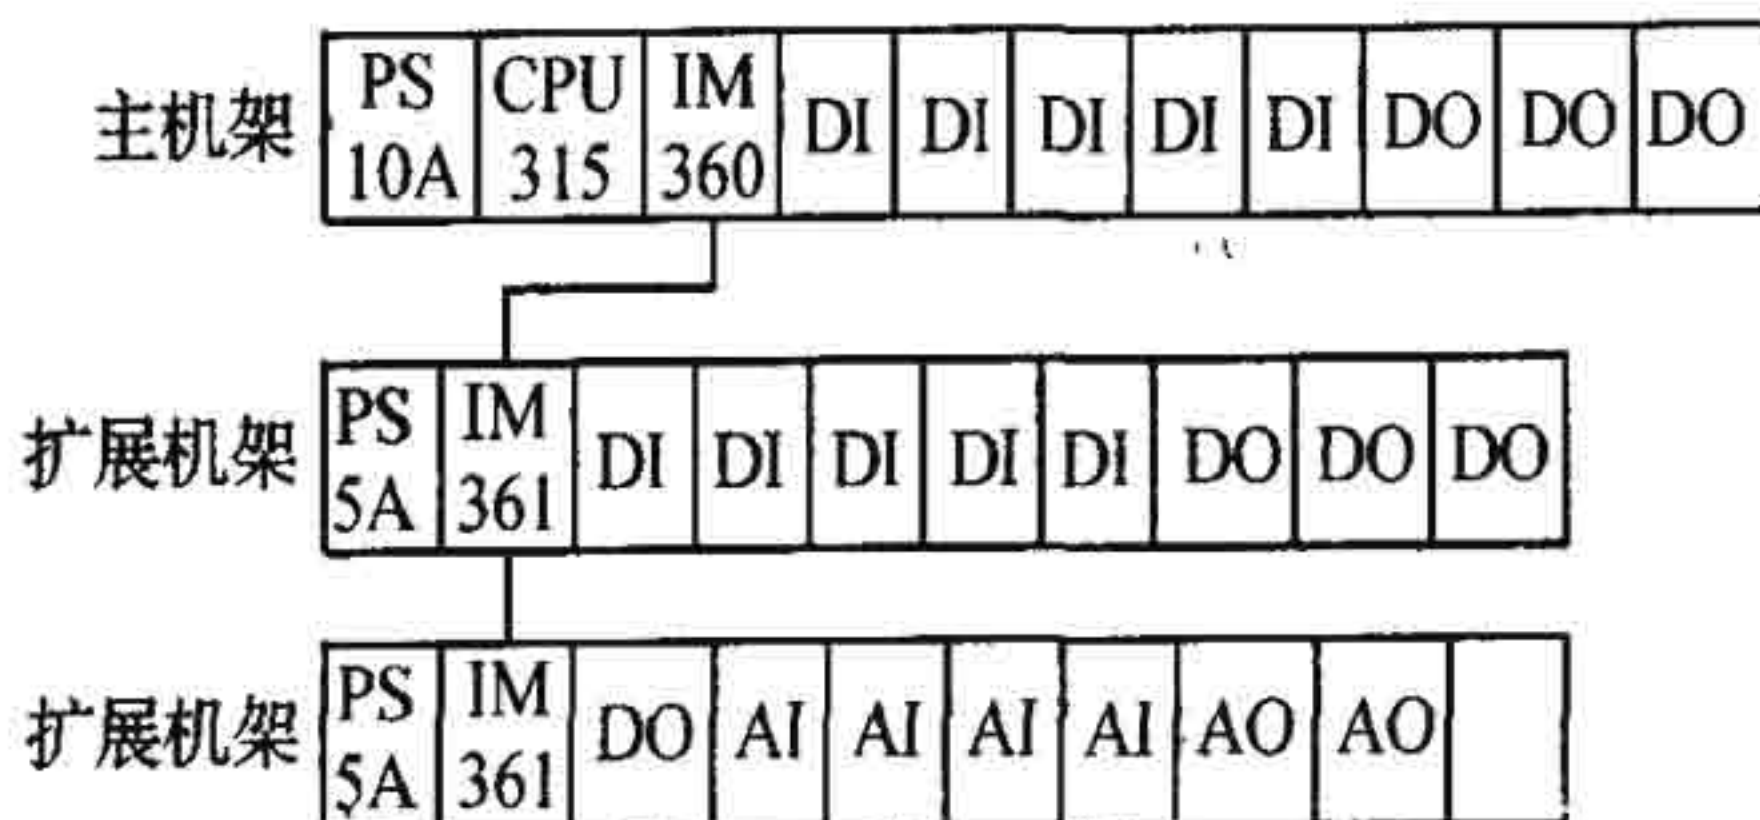 主机架
PS 10A
CPU 315
IM 360
DI
DI
DI
DI
DI
DO
DO
DO
扩展机架
PS 5A
IM 361
DI
DI
DI
DI
DI
DO
DO
DO
扩展机架
PS 5A
IM 361
DO
AI
AI
AI
AI
AO
AO